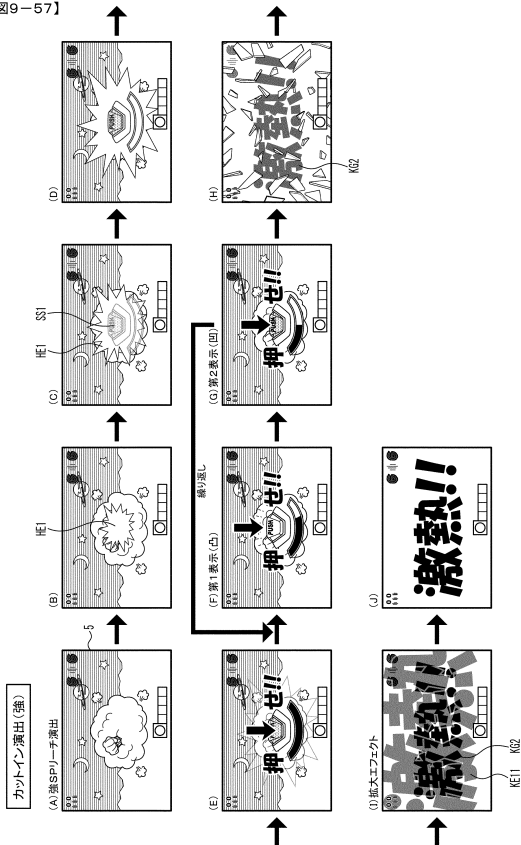 【図9-57】
カットイン演出(強)
(A)強SPリーチ演出
5
(B)
HE1
(C)
HE1
SS1
(D)
PUSH
(E)
押せ!!
(F)第1表示(凸)
押せ!!
PUSH
繰り返し
(G)第2表示(凹)
押せ!!
PUSH
(H)
激熱!!
KG2
(I)拡大エフェクト
激熱!!
KG2
KE11
(J)
激熱!!